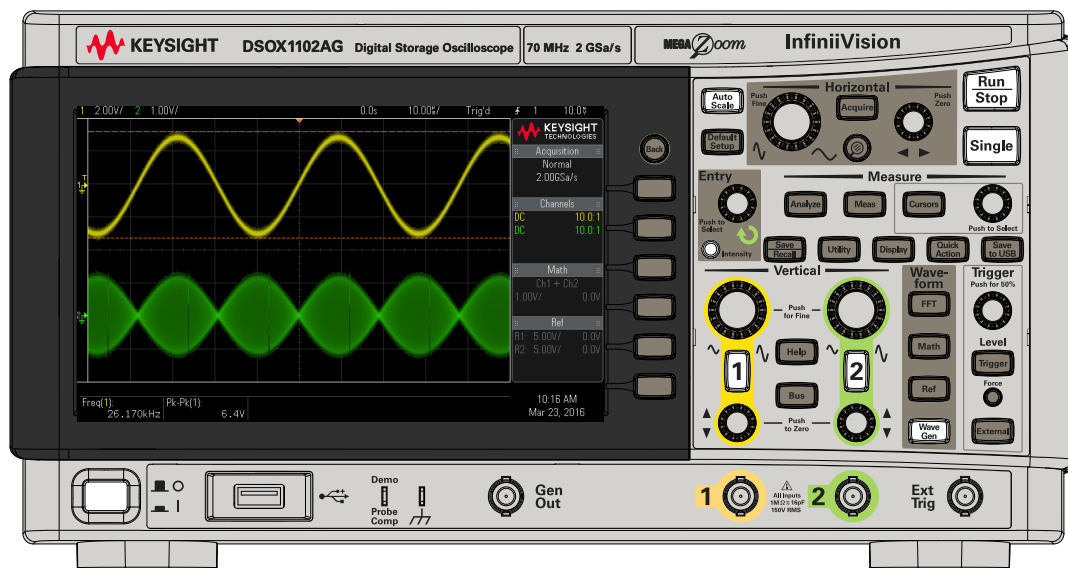 KEYSIGHT DSOX1102AG Digital Storage Oscilloscope 70 MHz 2 GSa/s MEGA Zoom InfiniiVision
1 2.00V/ 2 1.00V/ 0.0s 10.00㎲/ Trig'd 1 10.0V
KEYSIGHT
TECHNOLOGIES
Acquisition
Normal
2.00GSa/s
Channels
DC 10.0:1
DC 10.0:1
Math
Ch1 + Ch2
1.00V/ 0.0V
Ref
R1: 5.00V/ 0.0V
R2: 5.00V/ 0.0V
T
1
2
Freq(1): Pk-Pk(1):
26.170kHz 6.4V
10:16 AM
Mar 23, 2016
Back
Auto
Scale
Default
Setup
Horizontal
Push
Fine
Acquire
Push
Zero
Run
Stop
Single
Entry
Push to
Select
Intensity
Measure
Analyze Meas Cursors
Push to Select
Save
Recall
Utility
Display
Quick
Action
Save
to USB
Vertical
Push
for Fine
1
Help
2
Bus
Push
to Zero
Wave-
form
FFT
Math
Ref
Wave
Gen
Trigger
Push for 50%
Level
Trigger
Force
External
Demo
Probe
Comp
Gen
Out
1
All Inputs
1MΩ≅16pF
150V RMS
2
Ext
Trig